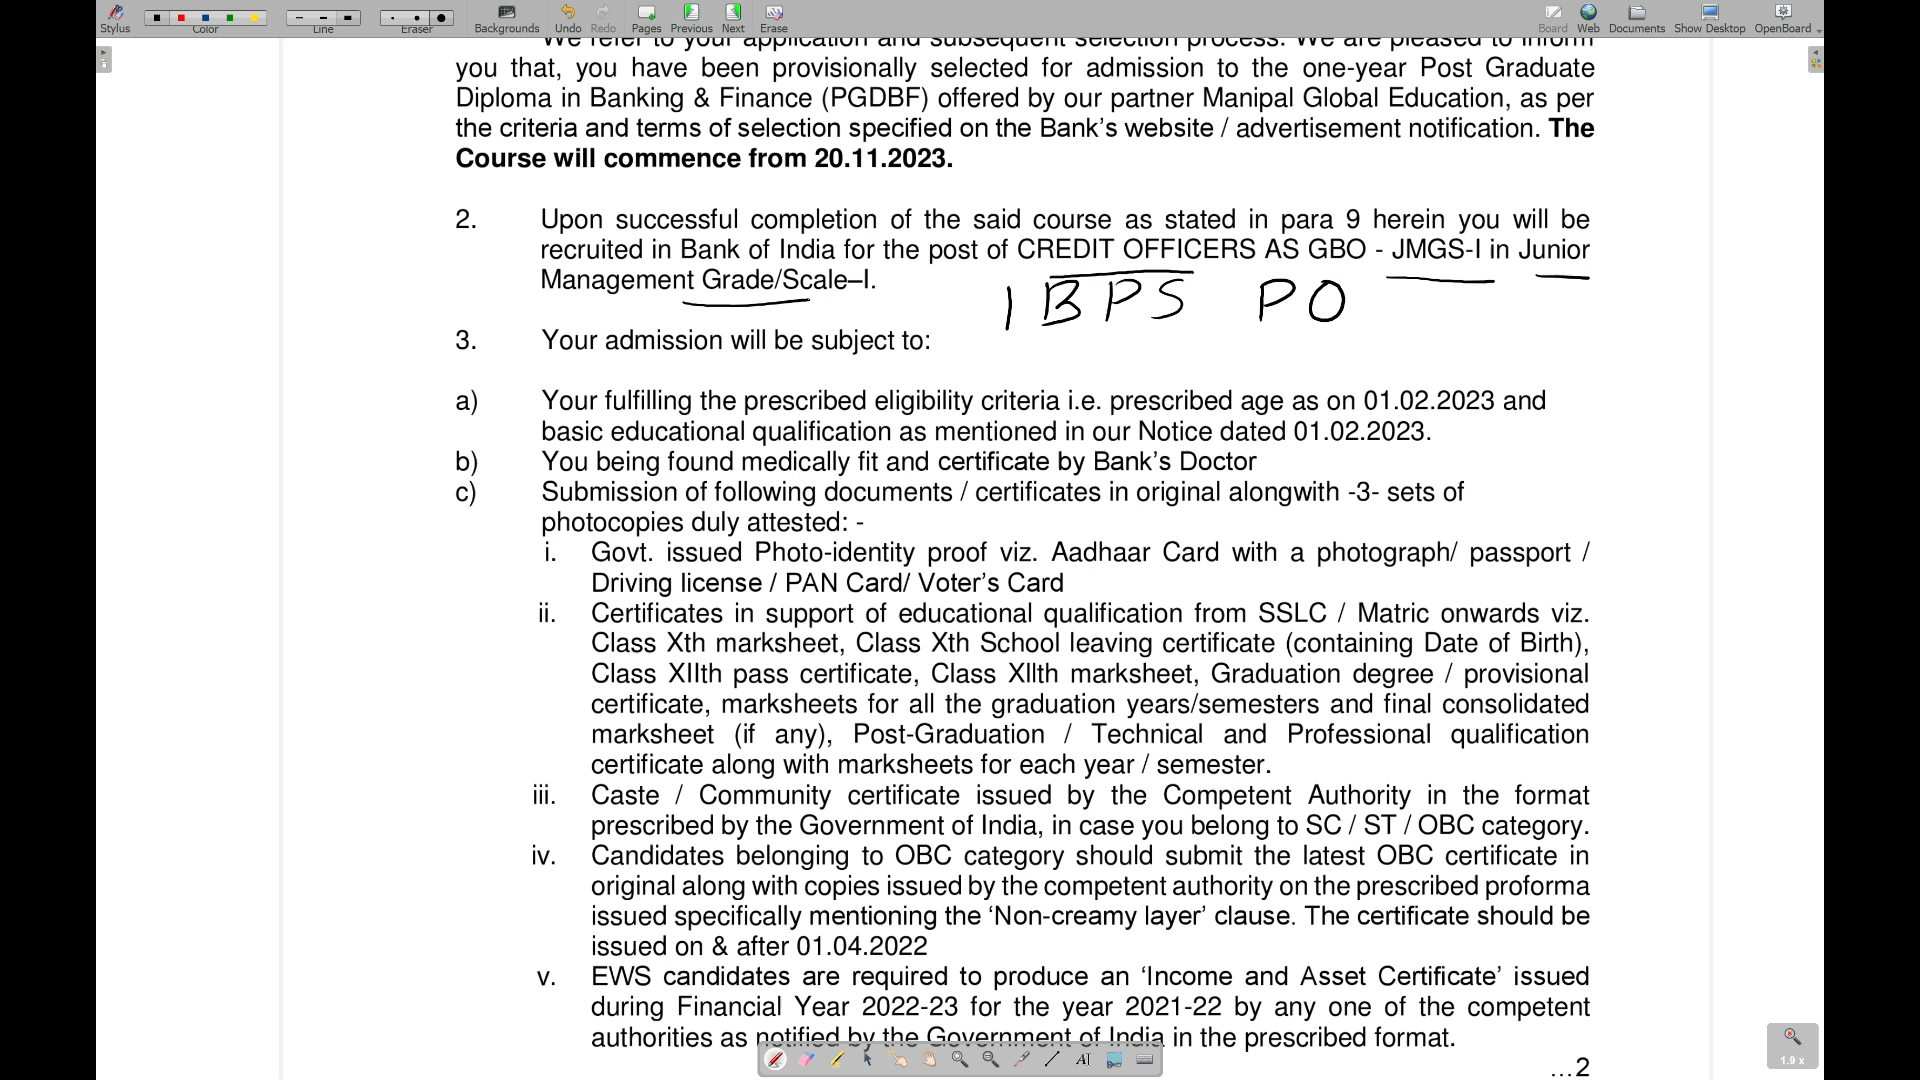 Stylus
Color
Line
Eraser
Backgrounds
Undo
Redo
Pages
Previous
Next
Erase
Board
Web
Documents
Show Desktop
OpenBoard
We refer to your application and subsequent selection process. We are pleased to inform
you that, you have been provisionally selected for admission to the one-year Post Graduate
Diploma in Banking & Finance (PGDBF) offered by our partner Manipal Global Education, as per
the criteria and terms of selection specified on the Bank's website / advertisement notification. The
Course will commence from 20.11.2023.
2. Upon successful completion of the said course as stated in para 9 herein you will be
recruited in Bank of India for the post of CREDIT OFFICERS AS GBO - JMGS-I in Junior
Management Grade/Scale–I.
IBPS PO
3. Your admission will be subject to:
a) Your fulfilling the prescribed eligibility criteria i.e. prescribed age as on 01.02.2023 and
basic educational qualification as mentioned in our Notice dated 01.02.2023.
b) You being found medically fit and certificate by Bank's Doctor
c) Submission of following documents / certificates in original alongwith -3- sets of
photocopies duly attested: -
i. Govt. issued Photo-identity proof viz. Aadhaar Card with a photograph/ passport /
Driving license / PAN Card/ Voter's Card
ii. Certificates in support of educational qualification from SSLC / Matric onwards viz.
Class Xth marksheet, Class Xth School leaving certificate (containing Date of Birth),
Class XIIth pass certificate, Class XIIth marksheet, Graduation degree / provisional
certificate, marksheets for all the graduation years/semesters and final consolidated
marksheet (if any), Post-Graduation / Technical and Professional qualification
certificate along with marksheets for each year / semester.
iii. Caste / Community certificate issued by the Competent Authority in the format
prescribed by the Government of India, in case you belong to SC / ST / OBC category.
iv. Candidates belonging to OBC category should submit the latest OBC certificate in
original along with copies issued by the competent authority on the prescribed proforma
issued specifically mentioning the 'Non-creamy layer' clause. The certificate should be
issued on & after 01.04.2022
v. EWS candidates are required to produce an 'Income and Asset Certificate' issued
during Financial Year 2022-23 for the year 2021-22 by any one of the competent
authorities as notified by the Government of India in the prescribed format.
...2
1.9 x